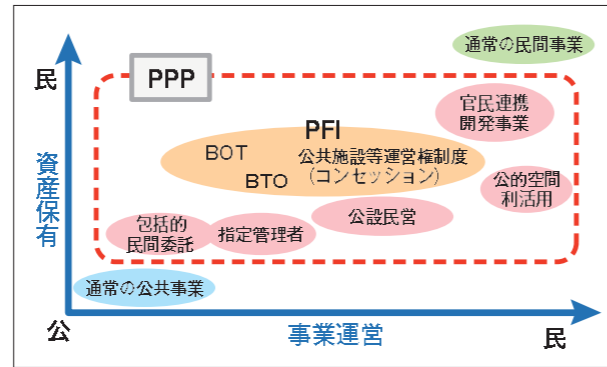 通常の民間事業
民
PPP
官民連携
開発事業
PFI
BOT
公共施設等運営権制度
(コンセッション)
BTO
資産保有
公的空間
利活用
公設民営
包括的
民間委託
指定管理者
通常の公共事業
公
事業運営
民